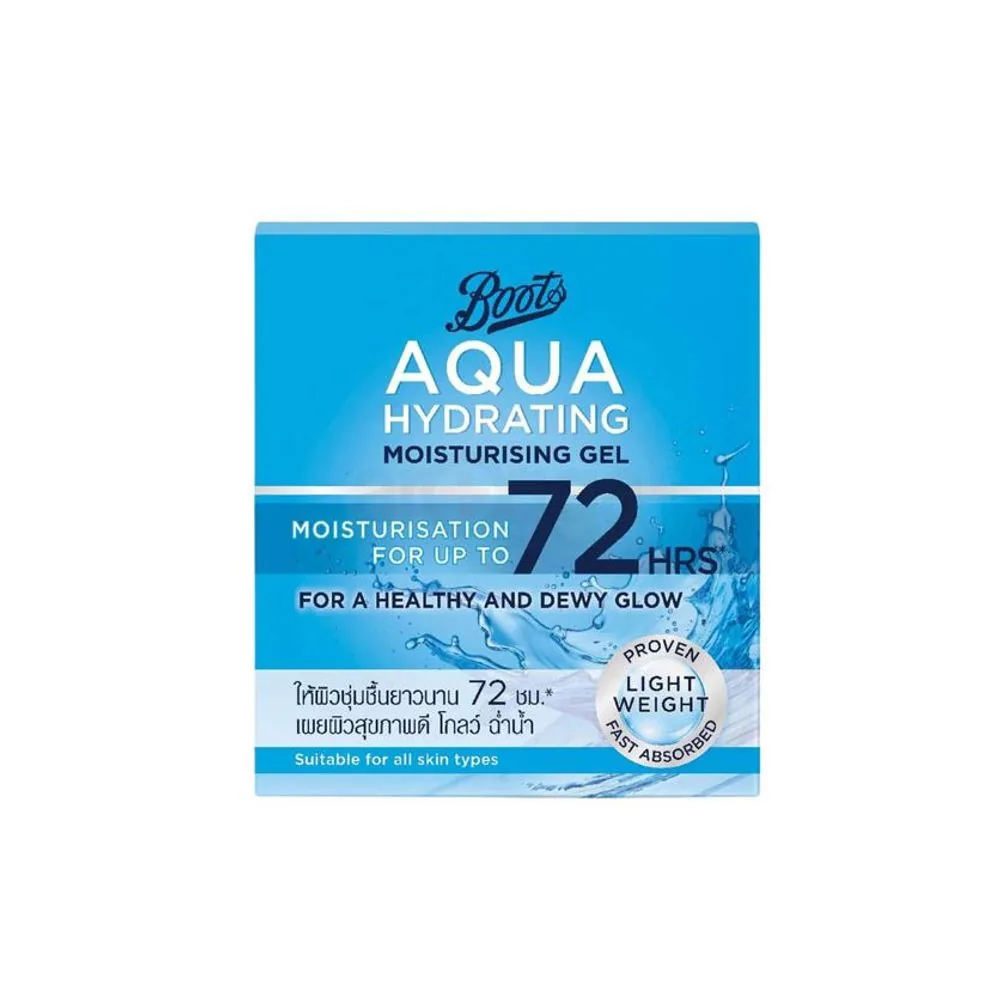 Boots
AQUA
HYDRATING
MOISTURISING GEL
MOISTURISATION
FOR UP TO 72 HRS*
FOR A HEALTHY AND DEWY GLOW
PROVEN
LIGHT
WEIGHT
FAST ABSORBED
ให้ผิวชุ่มชื้นยาวนาน 72 ชม.*
เผยผิวสุขภาพดี โกลว์ ฉ่ำน้ำ
Suitable for all skin types